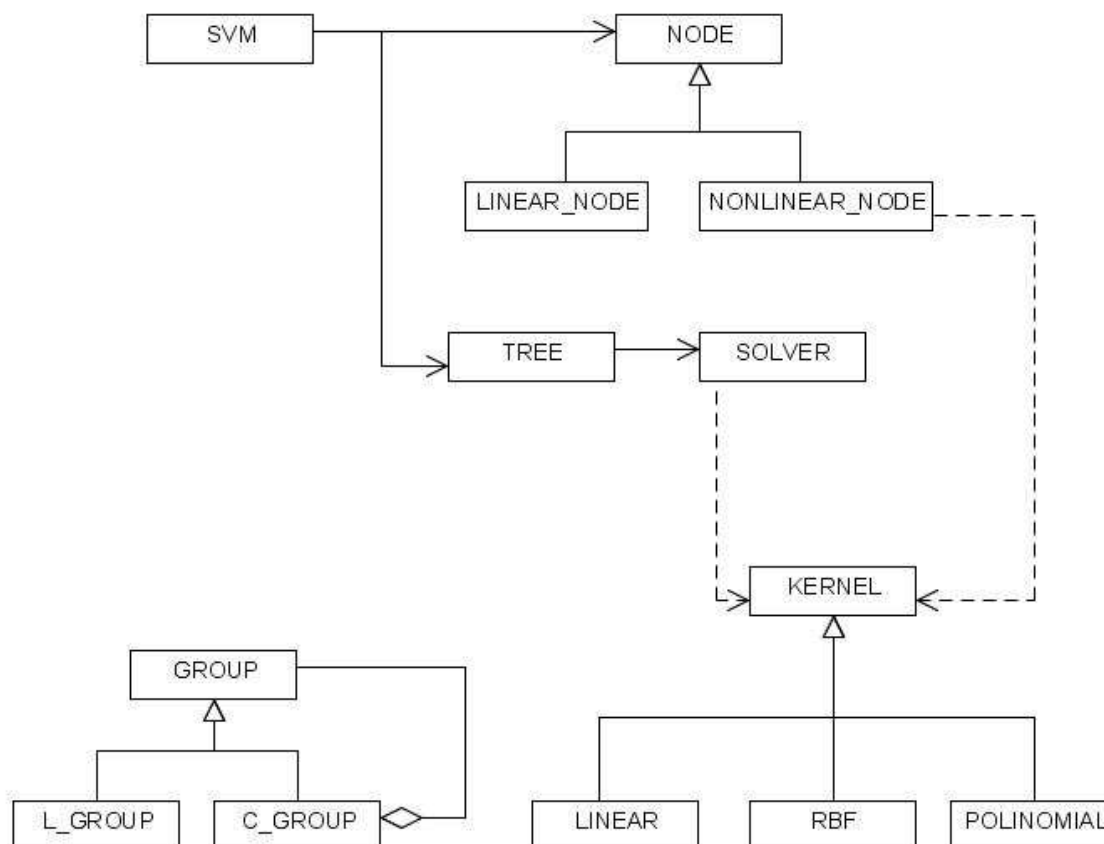 SVM
NODE
LINEAR_NODE
NONLINEAR_NODE
TREE
SOLVER
KERNEL
GROUP
L_GROUP
C_GROUP
LINEAR
RBF
POLINOMIAL